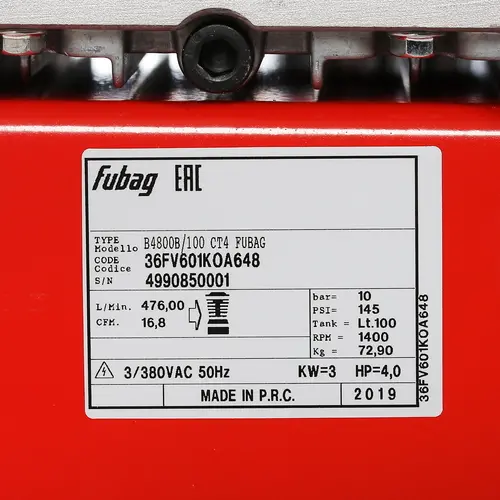 Fubag EAC
TYPE Modello B4800B/100 CT4 FUBAG
CODE Codice 36FV601KOA648
S/N 4990850001
L/Min. 476,00
CFM. 16,8
bar= 10
PSI= 145
Tank = Lt.100
RPM = 1400
Kg = 72,90
3/380VAC 50Hz KW=3 HP=4,0
MADE IN P.R.C. 2019
36FV601KOA648